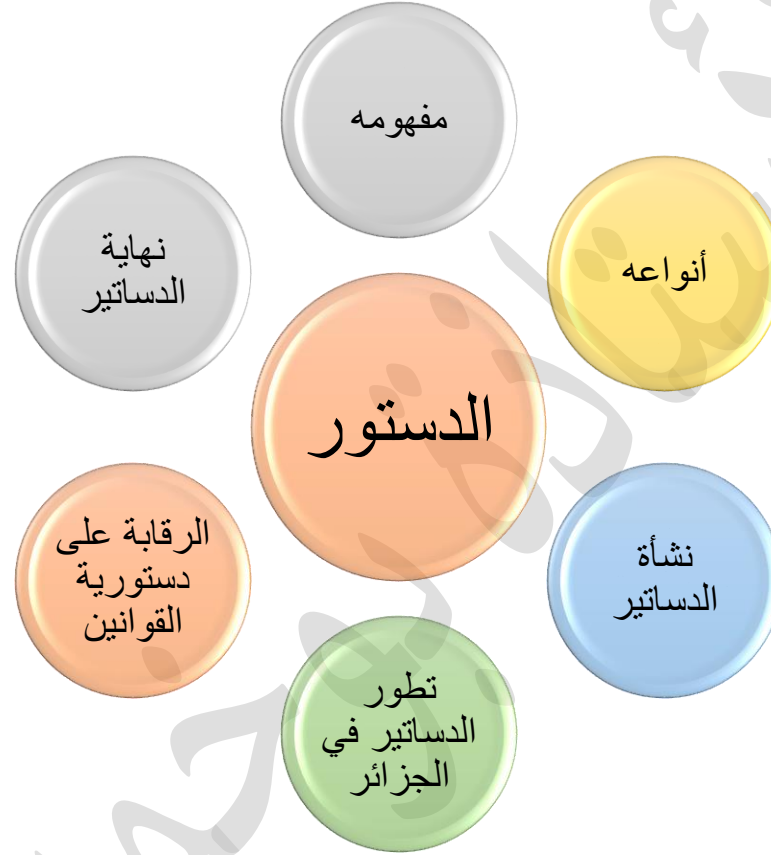 مفهومه
أنواعه
نهاية
الدساتير
الدستور
نشأة
الدساتير
الرقابة على
دستورية
القوانين
تطور
الدساتير في
الجزائر